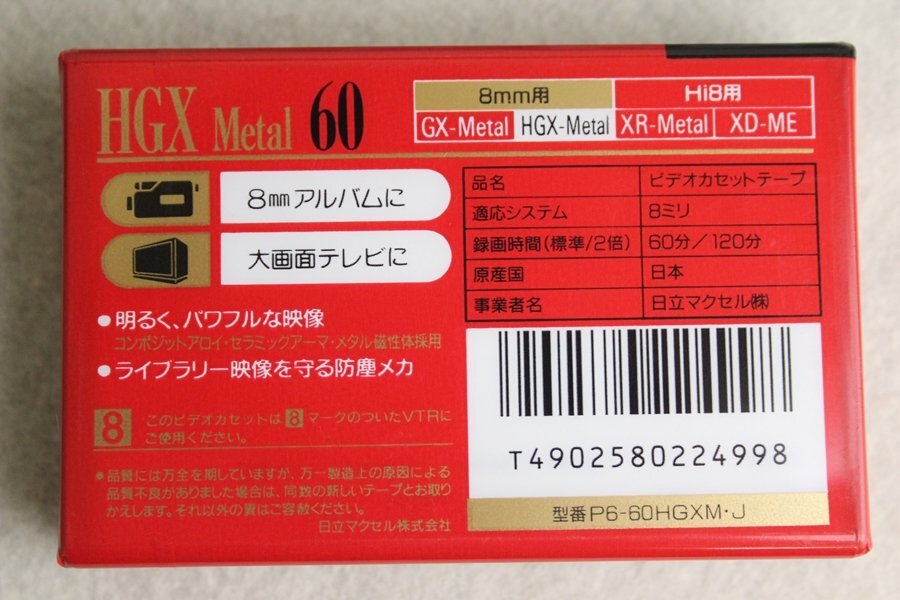 HGX Metal 60
8mm用 Hi8用
GX-Metal HGX-Metal XR-Metal XD-ME
8mmアルバムに
大画面テレビに
品名 ビデオカセットテープ
適応システム 8ミリ
録画時間(標準/2倍) 60分/120分
原産国 日本
事業者名 日立マクセル㈱
●明るく、パワフルな映像
コンポジットアロイ・セラミックアーマ・メタル磁性体採用
●ライブラリー映像を守る防塵メカ
8 このビデオカセットは8マークのついたVTRに
ご使用ください。
*品質には万全を期していますが、万一製造上の原因による
品質不良がありました場合は、同数の新しいテープとお取り
かえします。それ以外の責はご容赦ください。
日立マクセル株式会社
T4902580224998
型番P6-60HGXM・J